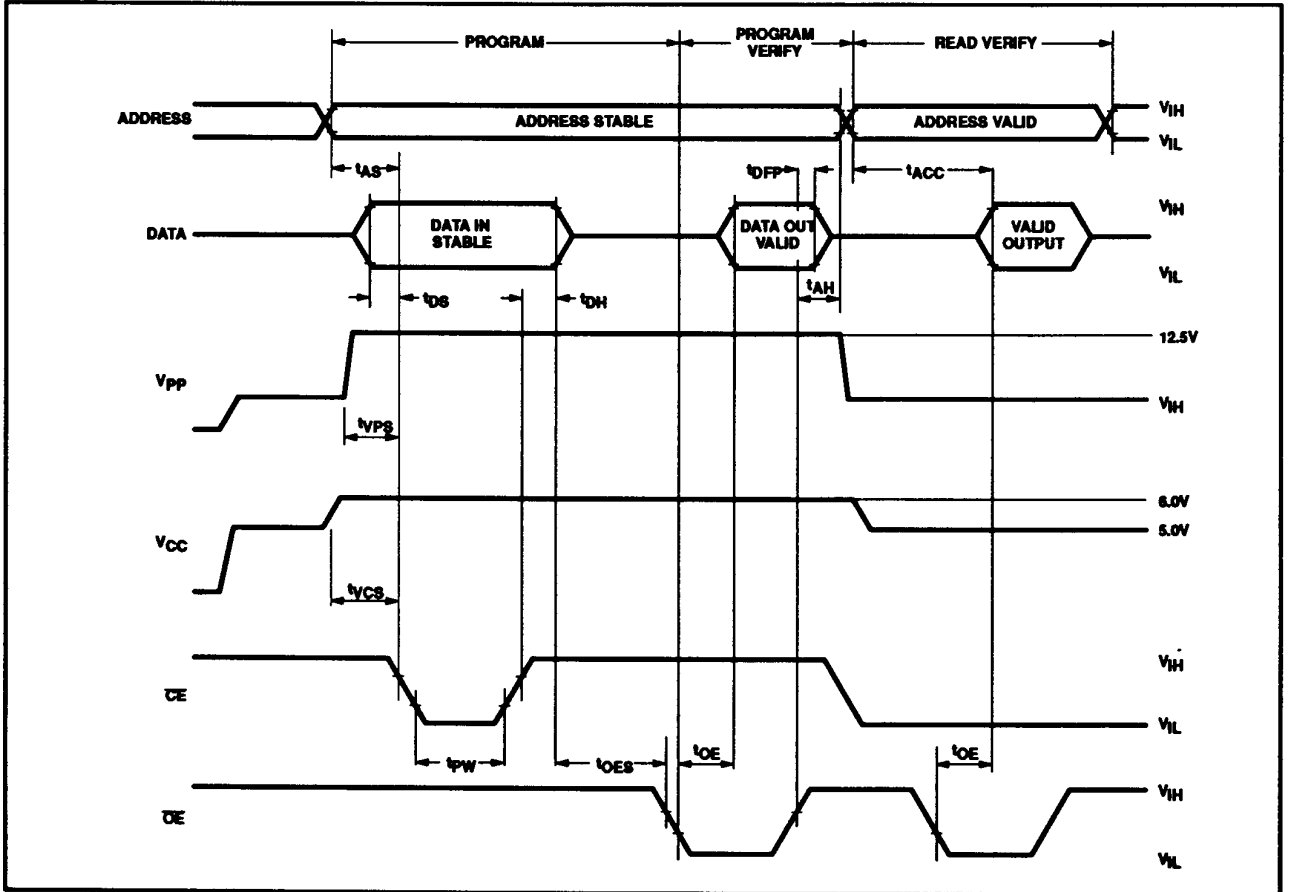 PROGRAM
PROGRAM
VERIFY
READ VERIFY
ADDRESS
ADDRESS STABLE
ADDRESS VALID
VIH
VIL
tAS
tDFP
tACC
DATA
DATA IN
STABLE
DATA OUT
VALID
VALID
OUTPUT
VIH
VIL
tDS
tDH
tAH
VPP
12.5V
VIH
tVPS
VCC
6.0V
5.0V
tVCS
CE
VIH
VIL
tPW
tOES
tOE
tOE
OE
VIH
VIL